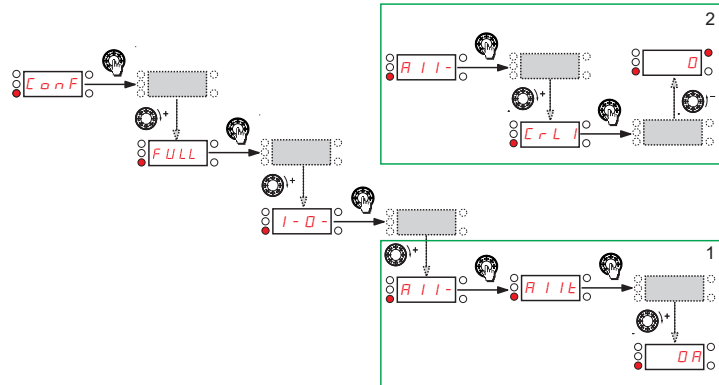 2
AI1-
0
ConF
+
-
+
CrL1
FULL
+
I-O-
+
1
AI1-
AI1t
+
0A